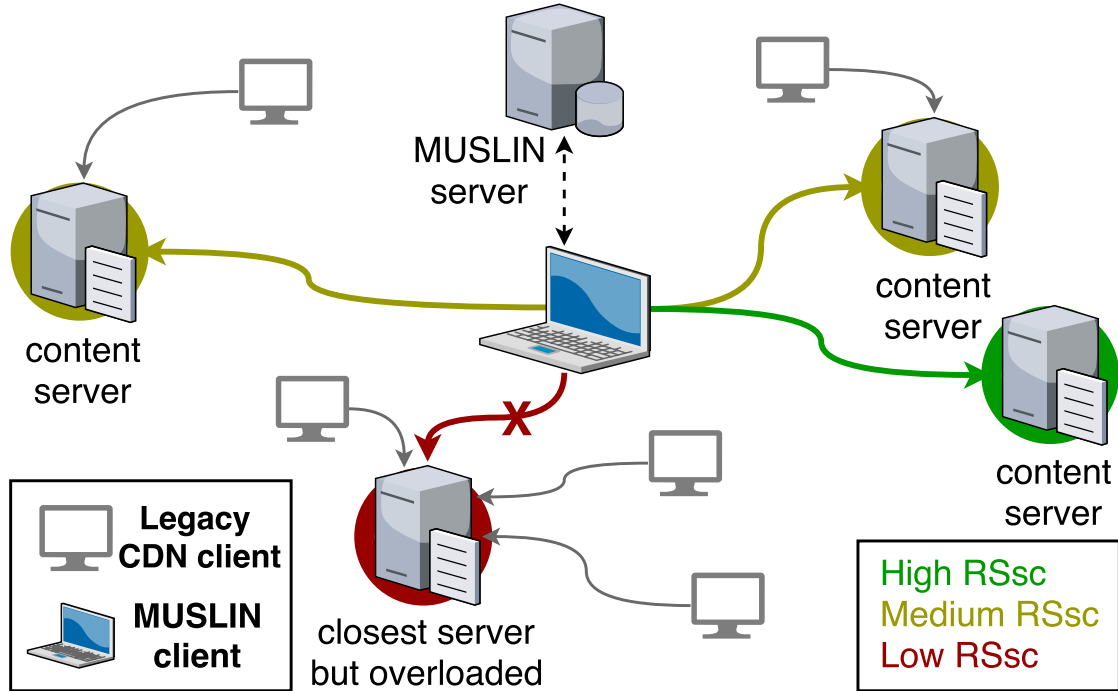 MUSLIN
server
content
server
content
server
content
server
X
closest server
but overloaded
Legacy
CDN client
MUSLIN
client
High RSsc
Medium RSsc
Low RSsc